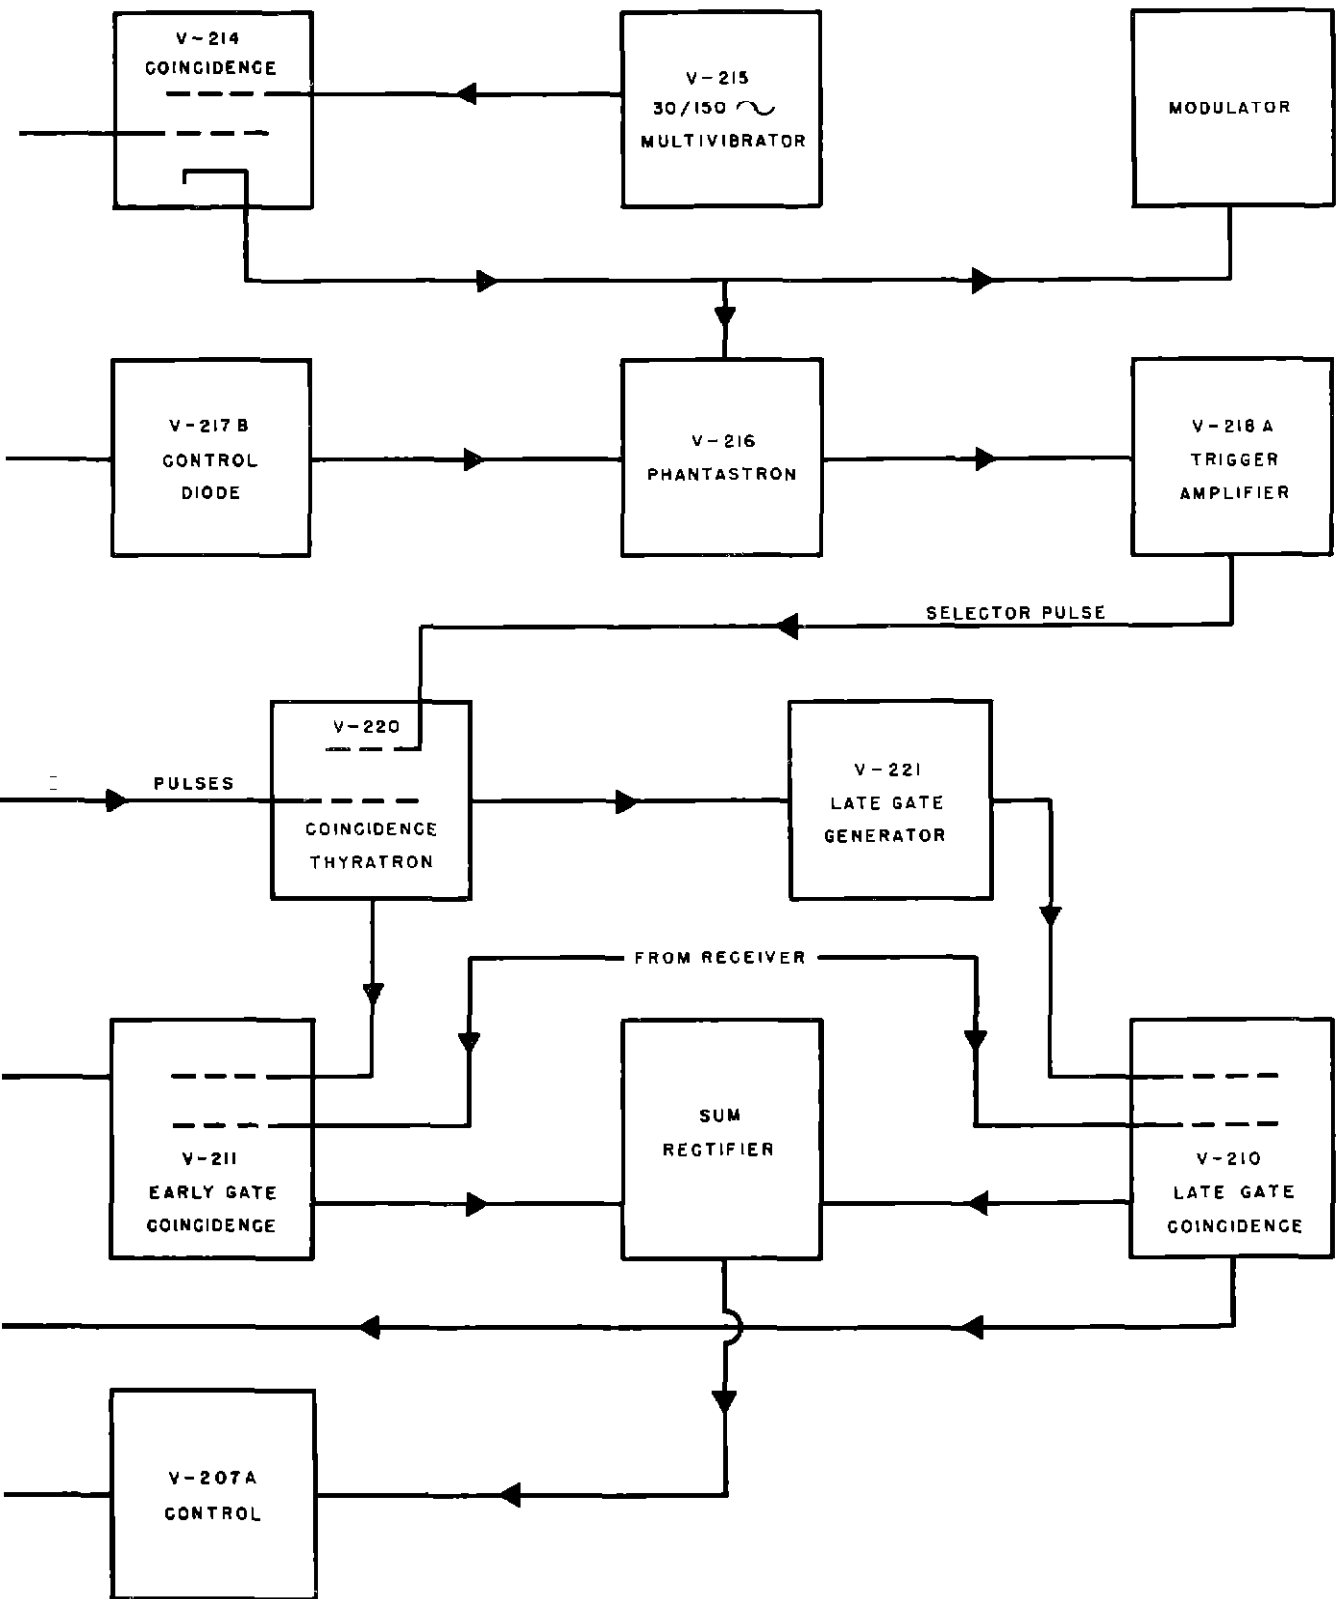 V-214
COINCIDENCE
V-215
30/150 ~
MULTIVIBRATOR
MODULATOR
V-217 B
CONTROL
DIODE
V-216
PHANTASTRON
V-218 A
TRIGGER
AMPLIFIER
SELECTOR PULSE
V-220
PULSES
COINCIDENCE
THYRATRON
V-221
LATE GATE
GENERATOR
FROM RECEIVER
V-211
EARLY GATE
COINCIDENCE
SUM
RECTIFIER
V-210
LATE GATE
COINCIDENCE
V-207A
CONTROL